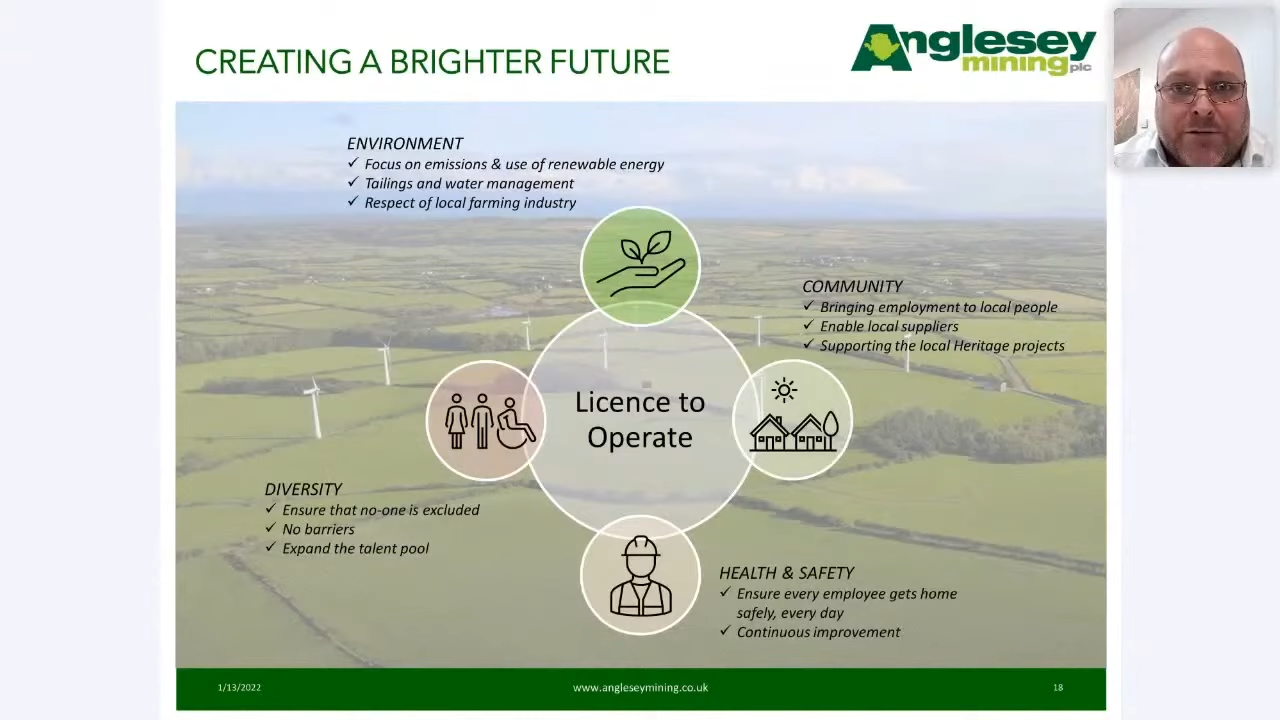 CREATING A BRIGHTER FUTURE
Anglesey
mining plc
ENVIRONMENT
✓ Focus on emissions & use of renewable energy
✓ Tailings and water management
✓ Respect of local farming industry
COMMUNITY
✓ Bringing employment to local people
✓ Enable local suppliers
✓ Supporting the local Heritage projects
Licence to
Operate
DIVERSITY
✓ Ensure that no-one is excluded
✓ No barriers
✓ Expand the talent pool
HEALTH & SAFETY
✓ Ensure every employee gets home
safely, every day
✓ Continuous improvement
1/13/2022
www.angleseymining.co.uk
18